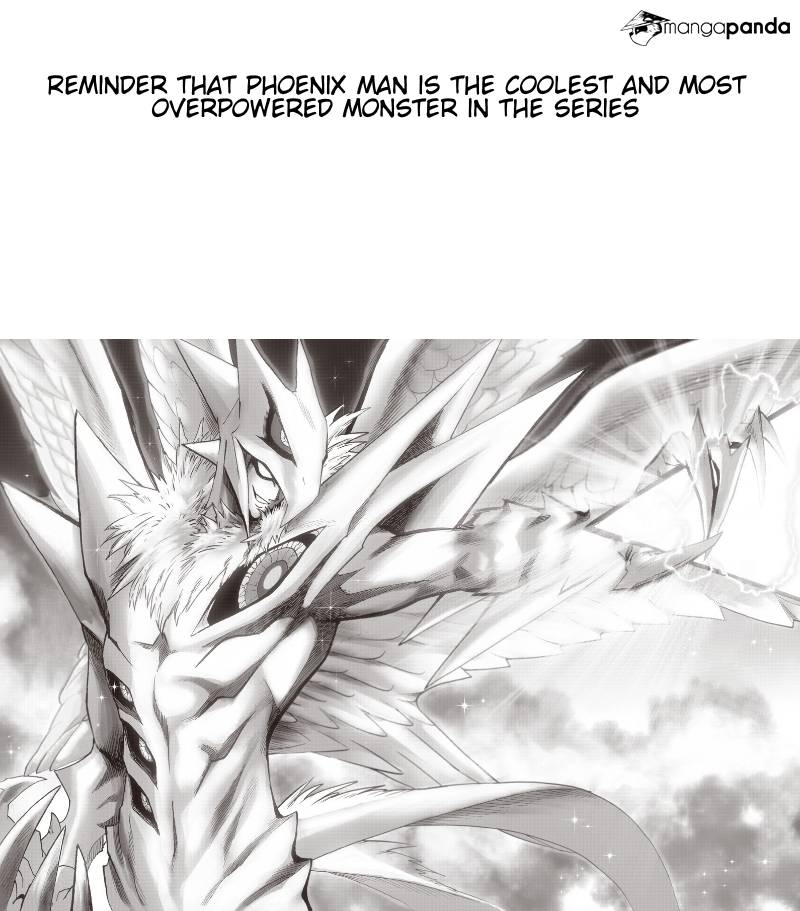 mangapanda
REMINDER THAT PHOENIX MAN IS THE COOLEST AND MOST
OVERPOWERED MONSTER IN THE SERIES